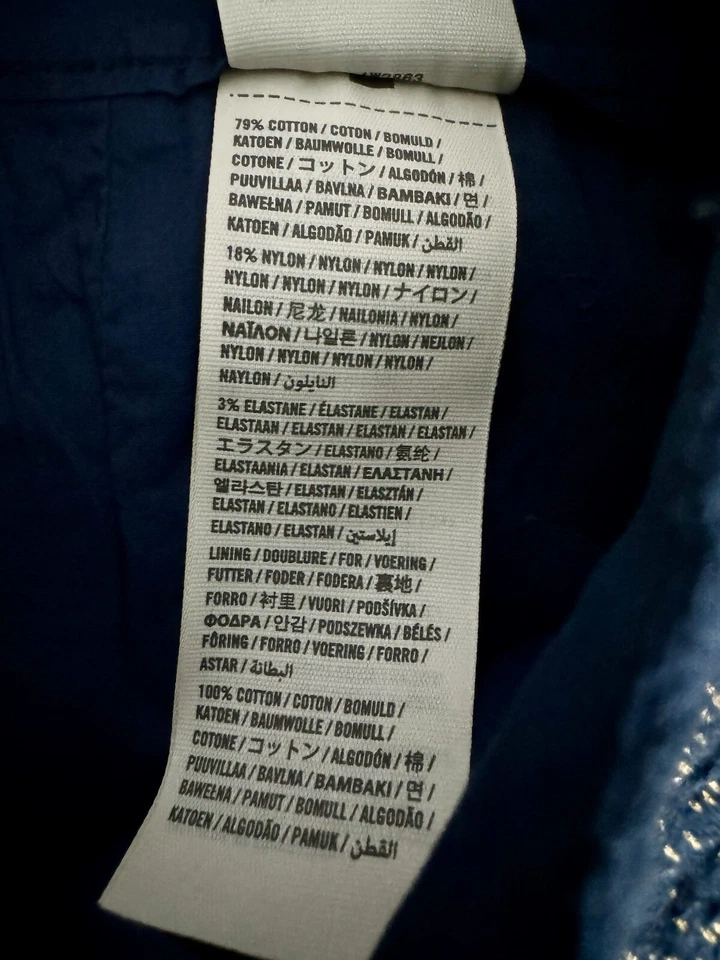 79% COTTON / COTON / BOMULD /
KATOEN / BAUMWOLLE / BOMULL /
COTONE / コットン / ALGODÓN / 棉 /
PUUVILLAA / BAVLNA / BAMBAKI / 면 /
BAWEŁNA / PAMUT / BOMULL / ALGODÃO /
KATOEN / ALGODÃO / PAMUK / القطن
18% NYLON / NYLON / NYLON / NYLON /
NYLON / NYLON / NYLON / ナイロン /
NAILON / 尼龙 / NAILONIA / NYLON /
ΝΑΪΛΟΝ / 나일론 / NYLON / NEJLON /
NYLON / NYLON / NYLON / NYLON /
NAYLON / النايلون
3% ELASTANE / ÉLASTANE / ELASTAN /
ELASTAAN / ELASTAN / ELASTAN / ELASTAN /
エラスタン / ELASTANO / 氨纶 /
ELASTAANIA / ELASTAN / ΕΛΑΣΤΑΝΗ /
엘라스탄 / ELASTAN / ELASZTÁN /
ELASTAN / ELASTANO / ELASTIEN /
ELASTANO / ELASTAN / إيلاستين
LINING / DOUBLURE / FOR / VOERING /
FUTTER / FODER / FODERA / 裏地 /
FORRO / 衬里 / VUORI / PODŠÍVKA /
ΦΟΔΡΑ / 안감 / PODSZEWKA / BÉLÉS /
FÔRING / FORRO / VOERING / FORRO /
ASTAR / البطانة
100% COTTON / COTON / BOMULD /
KATOEN / BAUMWOLLE / BOMULL /
COTONE / コットン / ALGODÓN / 棉 /
PUUVILLAA / BAVLNA / BAMBAKI / 면 /
BAWEŁNA / PAMUT / BOMULL / ALGODÃO /
KATOEN / ALGODÃO / PAMUK / القطن